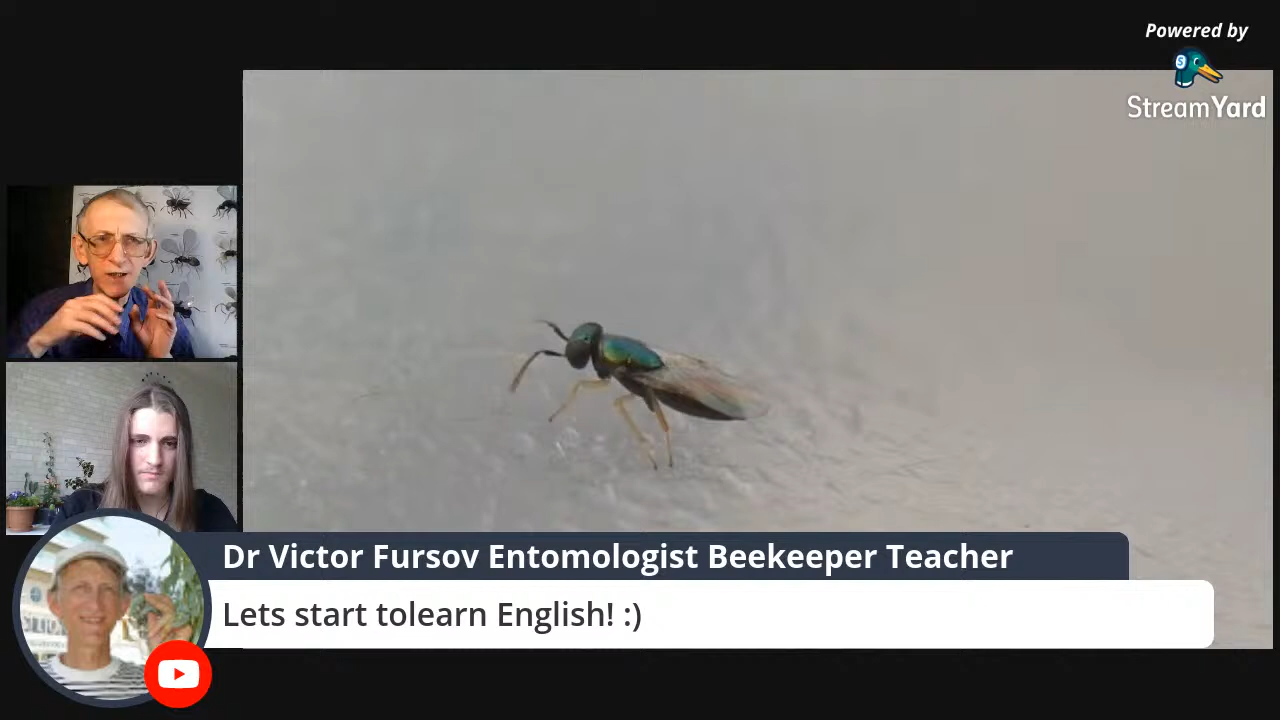 Powered by
StreamYard
Dr Victor Fursov Entomologist Beekeeper Teacher
Lets start tolearn English! :)